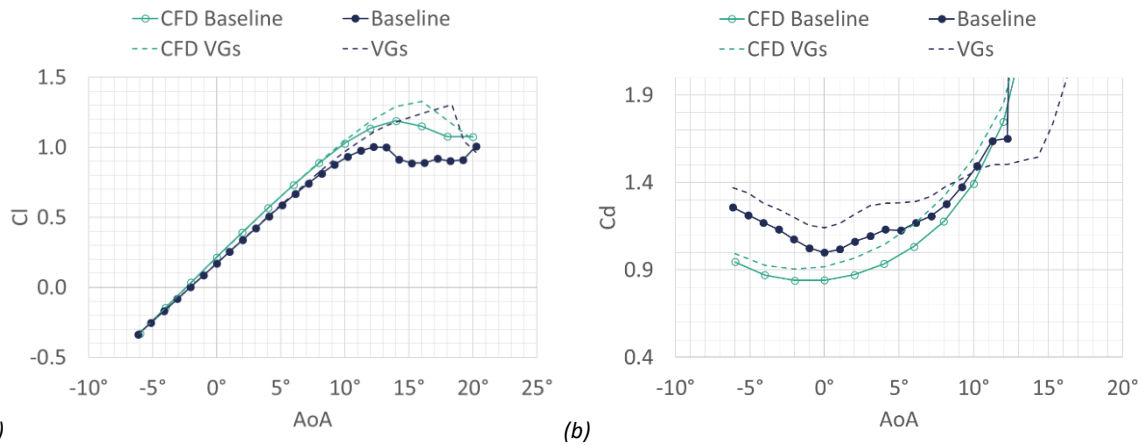 CFD Baseline Baseline
CFD VGs VGs
1.5
1.0
0.5
0.0
-0.5
Cl
-10° -5° 0° 5° 10° 15° 20° 25°
AoA
)
CFD Baseline Baseline
CFD VGs VGs
1.9
1.4
0.9
0.4
Cd
-10° -5° 0° 5° 10° 15° 20°
AoA
(b)